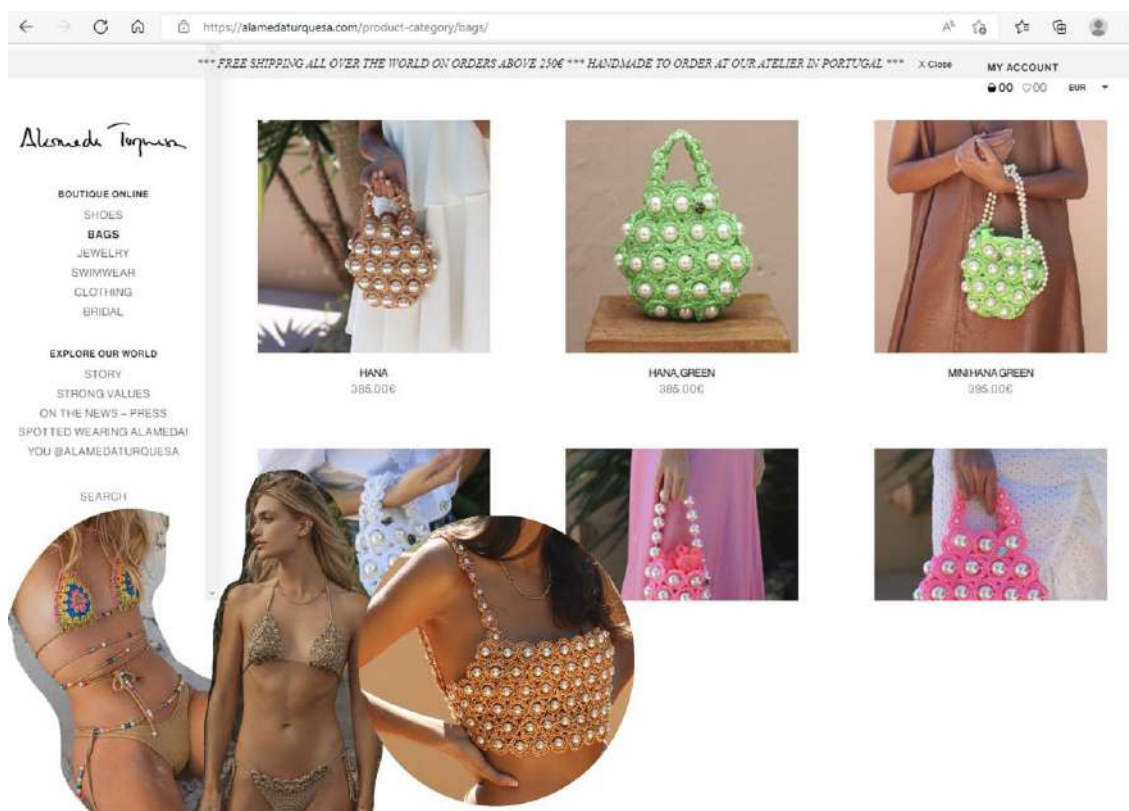 https://alamedaturquesa.com/product-category/bags/
*** FREE SHIPPING ALL OVER THE WORLD ON ORDERS ABOVE 250€ *** HANDMADE TO ORDER AT OUR ATELIER IN PORTUGAL ***
X Close
MY ACCOUNT
00 00 EUR
Alameda Turquesa
BOUTIQUE ONLINE
SHOES
BAGS
JEWELRY
SWIMWEAR
CLOTHING
BRIDAL
EXPLORE OUR WORLD
STORY
STRONG VALUES
ON THE NEWS – PRESS
SPOTTED WEARING ALAMEDA!
YOU @ALAMEDATURQUESA
SEARCH
HANA
385.00€
HANA, GREEN
385.00€
MINI HANA GREEN
395.00€